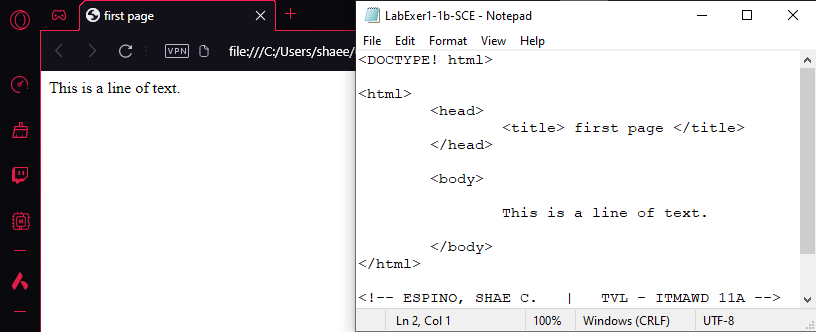 first page
VPN
file:///C:/Users/shaee/
This is a line of text.
LabExer1-1b-SCE - Notepad
File Edit Format View Help
<DOCTYPE! html>
<html>
<head>
<title> first page </title>
</head>
<body>
This is a line of text.
</body>
</html>
<!-- ESPINO, SHAE C. | TVL - ITMAWD 11A -->
Ln 2, Col 1 100% Windows (CRLF) UTF-8